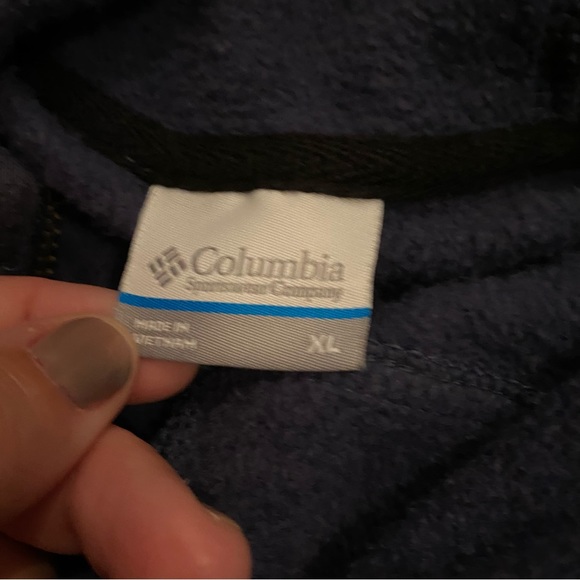 Columbia
Sportswear Company
MADE IN
VIETNAM
XL